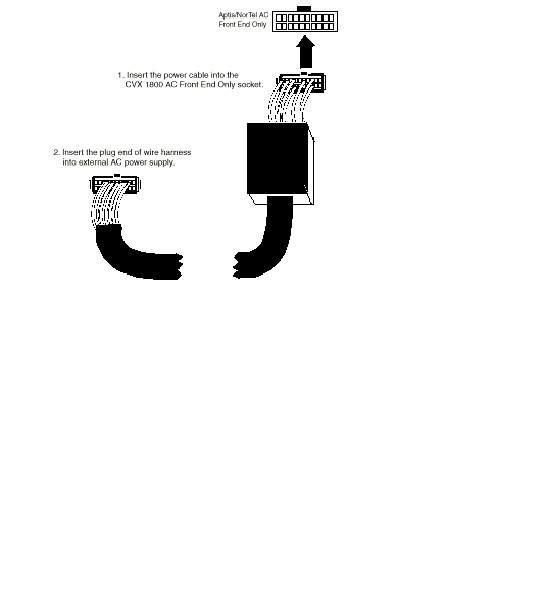 Aptis/NorTel AC
Front End Only
1. Insert the power cable into the
CVX 1800 AC Front End Only socket.
2. Insert the plug end of wire harness
into external AC power supply.